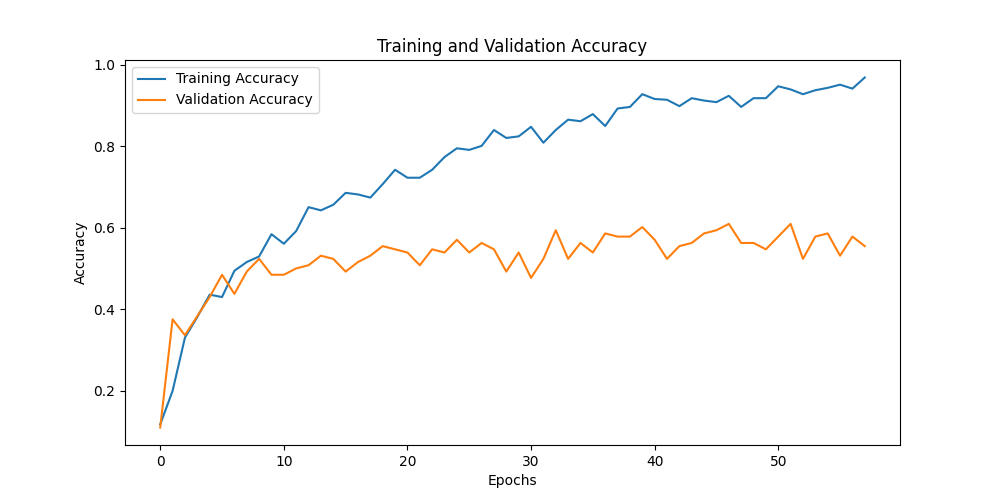 Training and Validation Accuracy
Training Accuracy
Validation Accuracy
1.0
0.8
0.6
0.4
0.2
Accuracy
0 10 20 30 40 50
Epochs